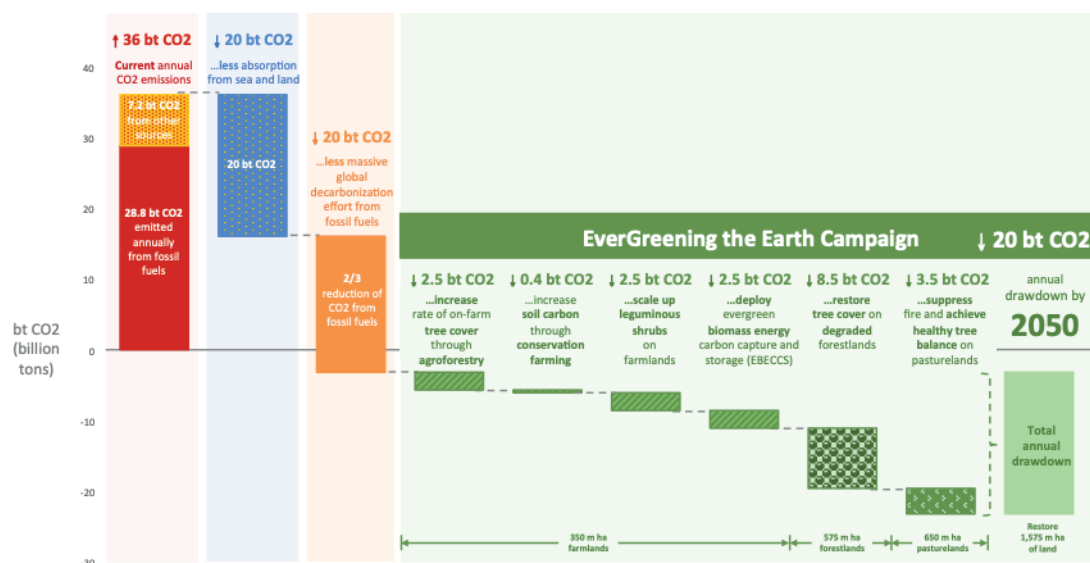 ↑ 36 bt CO2
Current annual
CO2 emissions
7.2 bt CO2
from other
sources
28.8 bt CO2
emitted
annually
from fossil
fuels
↓ 20 bt CO2
...less absorption
from sea and land
20 bt CO2
↓ 20 bt CO2
...less massive
global
decarbonization
effort from
fossil fuels
2/3
reduction of
CO2 from
fossil fuels
EverGreening the Earth Campaign
↓ 20 bt CO2
↓ 2.5 bt CO2
...increase
rate of on-farm
tree cover
through
agroforestry
↓ 0.4 bt CO2
...increase
soil carbon
through
conservation
farming
↓ 2.5 bt CO2
...scale up
leguminous
shrubs
on
farmlands
↓ 2.5 bt CO2
...deploy
evergreen
biomass energy
carbon capture and
storage (EBECCS)
↓ 8.5 bt CO2
...restore
tree cover on
degraded
forestlands
↓ 3.5 bt CO2
...suppress
fire and achieve
healthy tree
balance on
pasturelands
annual
drawdown by
2050
Total
annual
drawdown
Restore
1,575 m ha
of land
350 m ha
farmlands
575 m ha
forestlands
650 m ha
pasturelands
bt CO2
(billion
tons)
40
30
20
10
0
-10
-20
-30